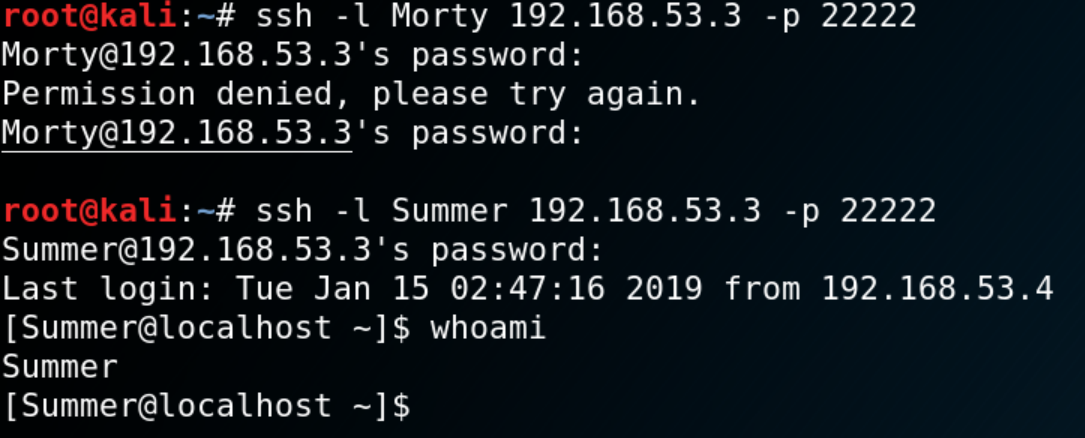 root@kali:~# ssh -l Morty 192.168.53.3 -p 22222
Morty@192.168.53.3's password:
Permission denied, please try again.
Morty@192.168.53.3's password:
root@kali:~# ssh -l Summer 192.168.53.3 -p 22222
Summer@192.168.53.3's password:
Last login: Tue Jan 15 02:47:16 2019 from 192.168.53.4
[Summer@localhost ~]$ whoami
Summer
[Summer@localhost ~]$